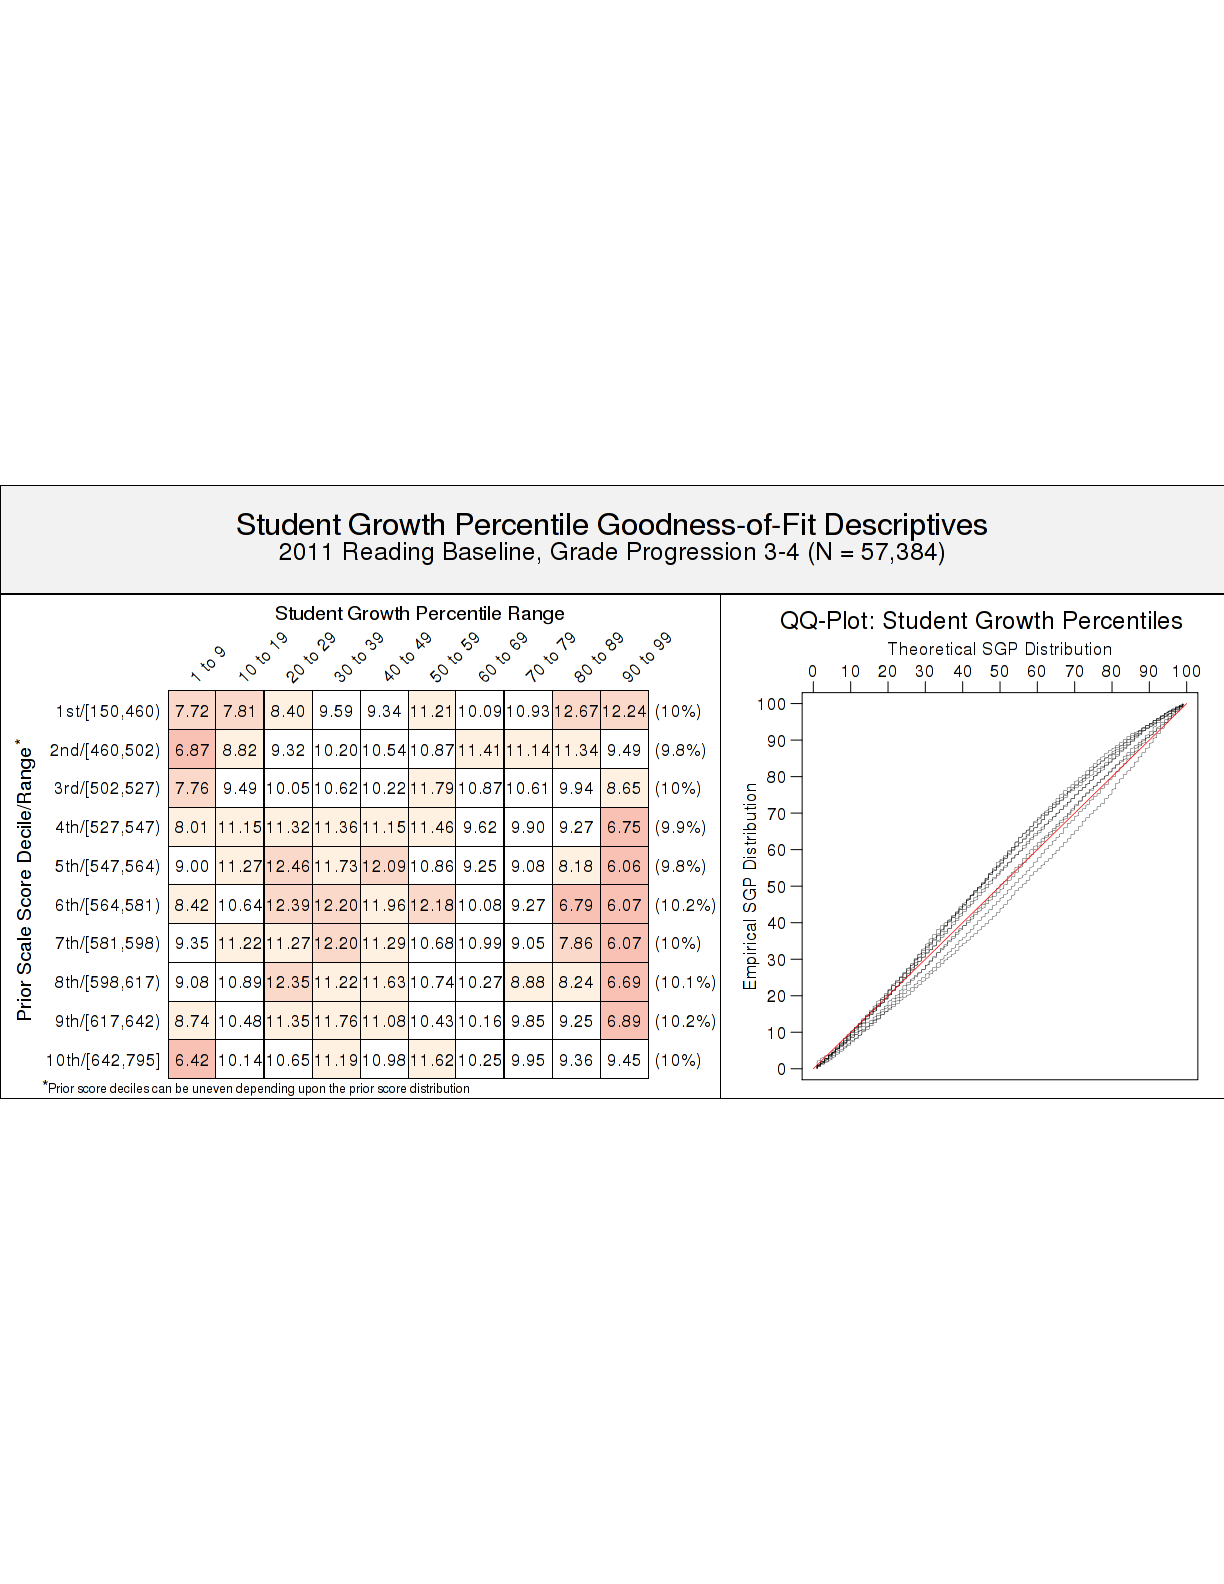 Student Growth Percentile Goodness-of-Fit Descriptives
2011 Reading Baseline, Grade Progression 3-4 (N = 57,384)
Student Growth Percentile Range
1 to 9 10 to 19 20 to 29 30 to 39 40 to 49 50 to 59 60 to 69 70 to 79 80 to 89 90 to 99
Prior Scale Score Decile/Range*
1st/[150,460) 7.72 7.81 8.40 9.59 9.34 11.21 10.09 10.93 12.67 12.24 (10%)
2nd/[460,502) 6.87 8.82 9.32 10.20 10.54 10.87 11.41 11.14 11.34 9.49 (9.8%)
3rd/[502,527) 7.76 9.49 10.05 10.62 10.22 11.79 10.87 10.61 9.94 8.65 (10%)
4th/[527,547) 8.01 11.15 11.32 11.36 11.15 11.46 9.62 9.90 9.27 6.75 (9.9%)
5th/[547,564) 9.00 11.27 12.46 11.73 12.09 10.86 9.25 9.08 8.18 6.06 (9.8%)
6th/[564,581) 8.42 10.64 12.39 12.20 11.96 12.18 10.08 9.27 6.79 6.07 (10.2%)
7th/[581,598) 9.35 11.22 11.27 12.20 11.29 10.68 10.99 9.05 7.86 6.07 (10%)
8th/[598,617) 9.08 10.89 12.35 11.22 11.63 10.74 10.27 8.88 8.24 6.69 (10.1%)
9th/[617,642) 8.74 10.48 11.35 11.76 11.08 10.43 10.16 9.85 9.25 6.89 (10.2%)
10th/[642,795] 6.42 10.14 10.65 11.19 10.98 11.62 10.25 9.95 9.36 9.45 (10%)
*Prior score deciles can be uneven depending upon the prior score distribution
QQ-Plot: Student Growth Percentiles
Theoretical SGP Distribution
0 10 20 30 40 50 60 70 80 90 100
Empirical SGP Distribution
100
90
80
70
60
50
40
30
20
10
0